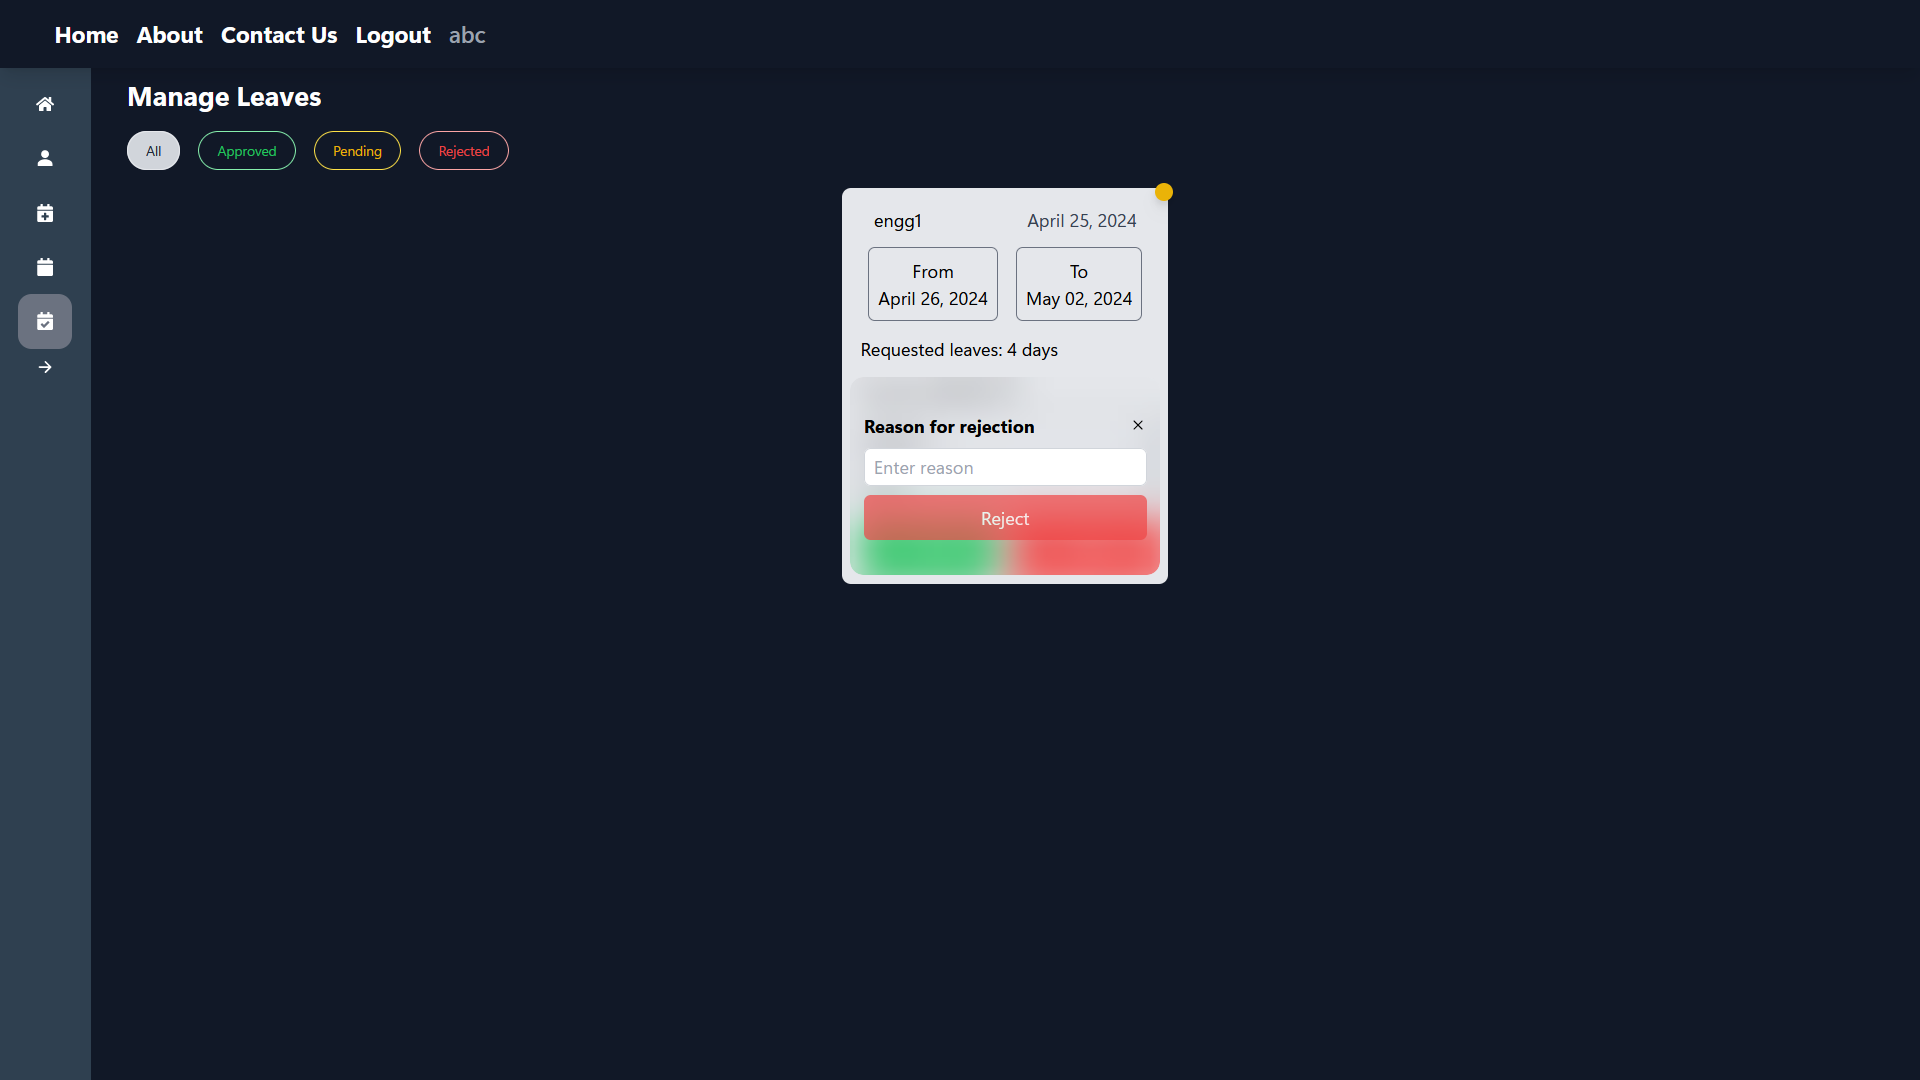 Home About Contact Us Logout abc
Manage Leaves
All Approved Pending Rejected
engg1 April 25, 2024
From To
April 26, 2024 May 02, 2024
Requested leaves: 4 days
Reason for rejection
Enter reason
Reject